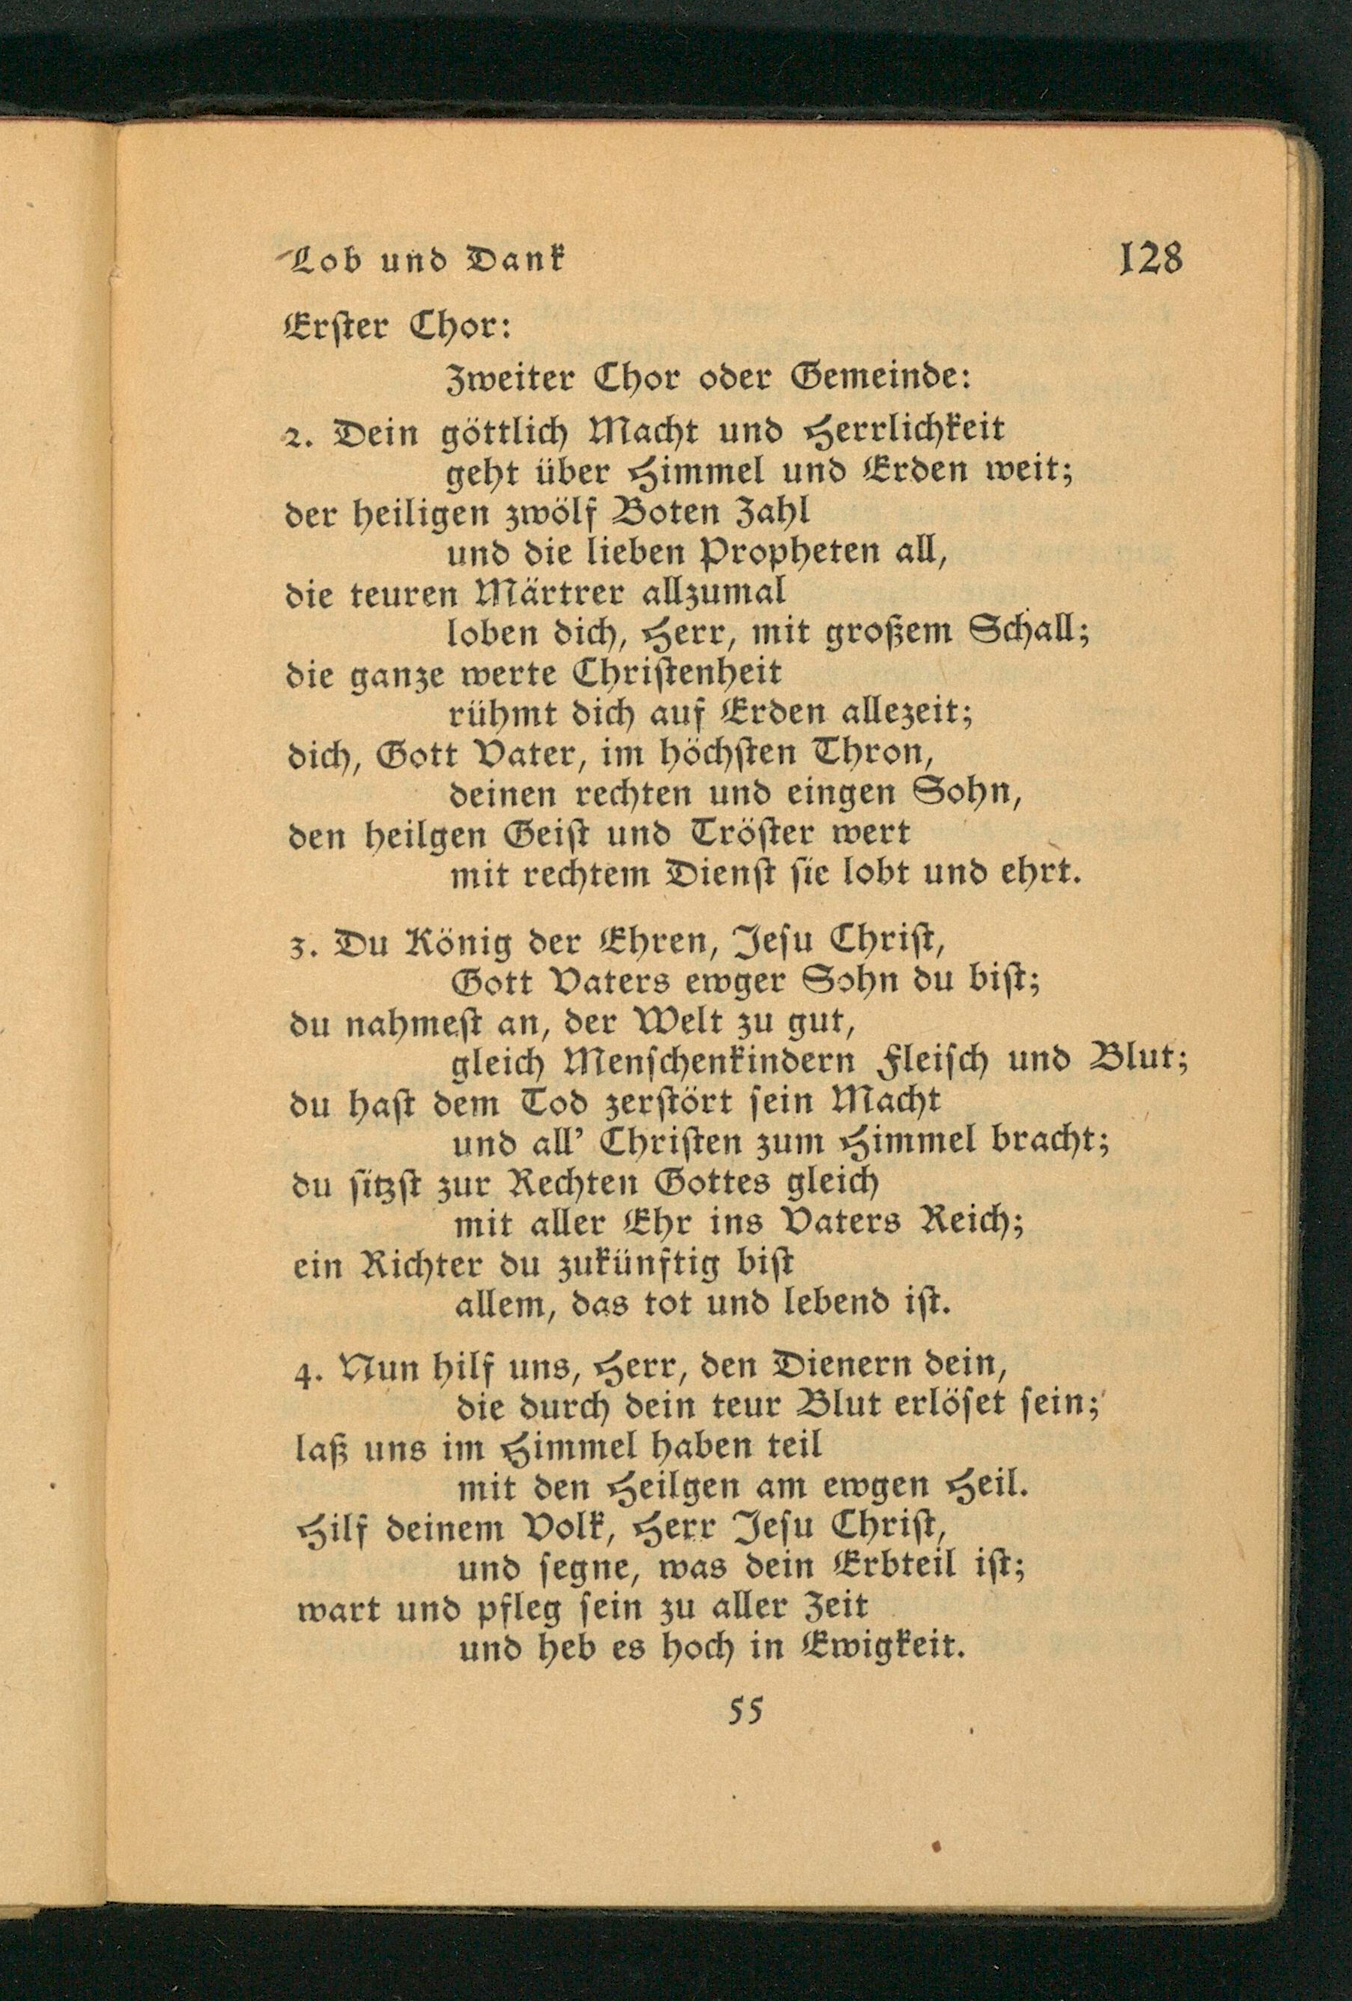 Lob und Dank 128
Erster Chor:
Zweiter Chor oder Gemeinde:
2. Dein göttlich Macht und Herrlichkeit
geht über Himmel und Erden weit;
der heiligen zwölf Boten Zahl
und die lieben Propheten all,
die teuren Märtrer allzumal
loben dich, Herr, mit großem Schall;
die ganze werte Christenheit
rühmt dich auf Erden allezeit;
dich, Gott Vater, im höchsten Thron,
deinen rechten und eingen Sohn,
den heilgen Geist und Tröster wert
mit rechtem Dienst sie lobt und ehrt.
3. Du König der Ehren, Jesu Christ,
Gott Vaters ewger Sohn du bist;
du nahmest an, der Welt zu gut,
gleich Menschenkindern Fleisch und Blut;
du hast dem Tod zerstört sein Macht
und all’ Christen zum Himmel bracht;
du sitzst zur Rechten Gottes gleich
mit aller Ehr ins Vaters Reich;
ein Richter du zukünftig bist
allem, das tot und lebend ist.
4. Nun hilf uns, Herr, den Dienern dein,
die durch dein teur Blut erlöset sein;
laß uns im Himmel haben teil
mit den Heilgen am ewgen Heil.
Hilf deinem Volk, Herr Jesu Christ,
und segne, was dein Erbteil ist;
wart und pfleg sein zu aller Zeit
und heb es hoch in Ewigkeit.
55